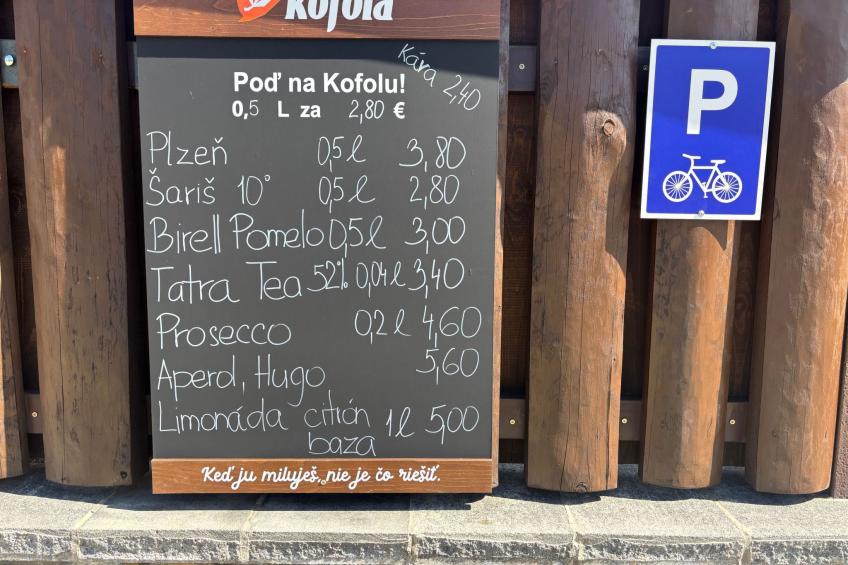 kofola
Káva 2,40
Poď na Kofolu!
0,5 L za 2,80 €
Plzeň 0,5 l 3,80
Šariš 10° 0,5 l 2,80
Birell Pomelo 0,5 l 3,00
Tatra Tea 52% 0,04 l 3,40
Prosecco 0,2 l 4,60
Aperol, Hugo 5,60
Limonáda citrón 1 l 5,00
baza
Keď ju miluješ, nie je čo riešiť.
P